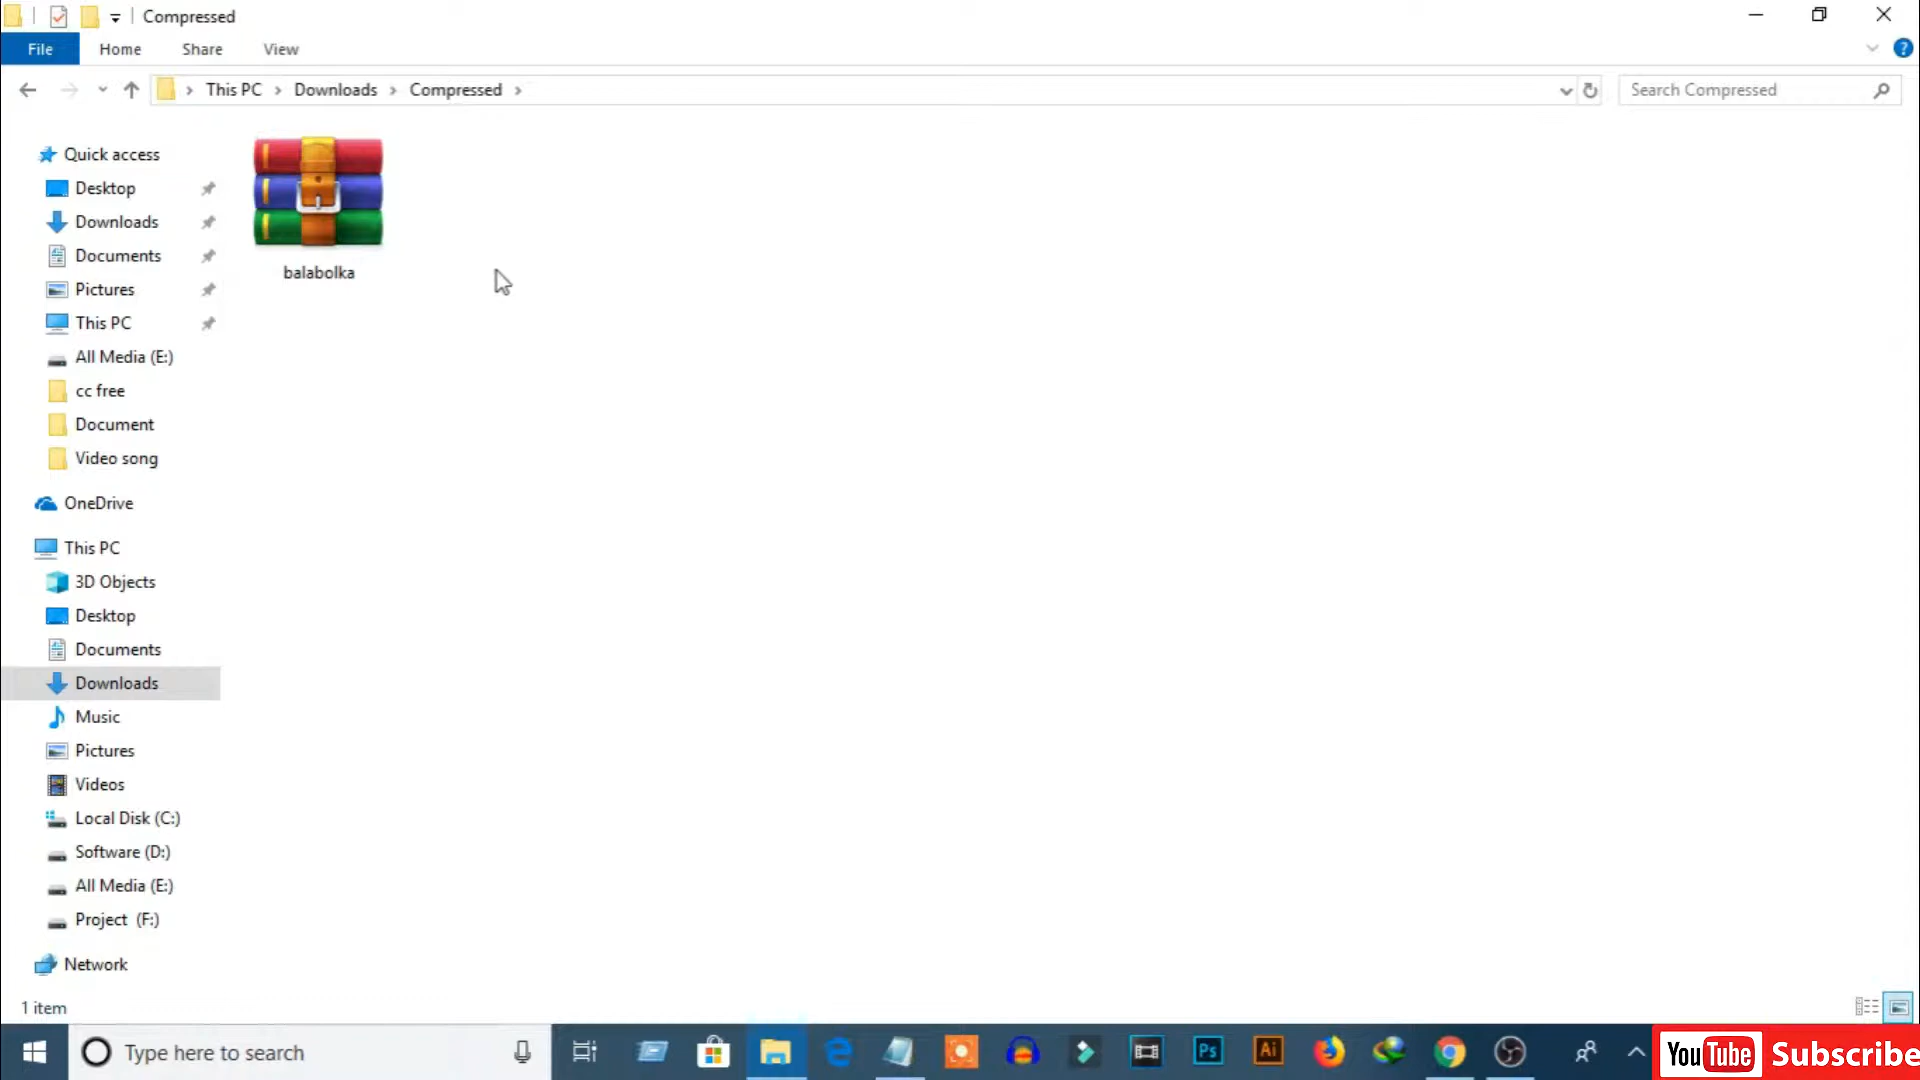 Compressed
File Home Share View
This PC Downloads Compressed
Search Compressed
Quick access
Desktop
Downloads
Documents
Pictures
This PC
All Media (E:)
cc free
Document
Video song
OneDrive
This PC
3D Objects
Desktop
Documents
Downloads
Music
Pictures
Videos
Local Disk (C:)
Software (D:)
All Media (E:)
Project (F:)
Network
balabolka
1 item
Type here to search
Ps
Ai
YouTube Subscribe